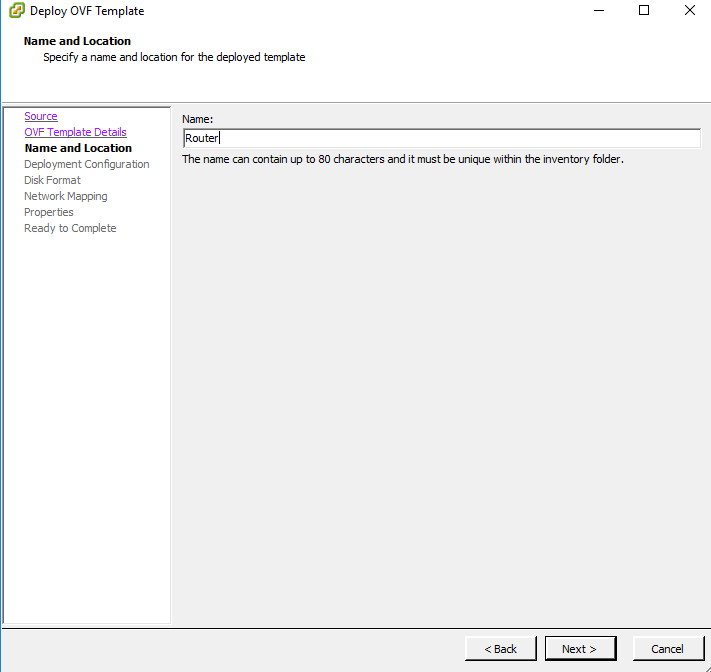 Deploy OVF Template
Name and Location
Specify a name and location for the deployed template
Source
OVF Template Details
Name and Location
Deployment Configuration
Disk Format
Network Mapping
Properties
Ready to Complete
Name:
Router
The name can contain up to 80 characters and it must be unique within the inventory folder.
< Back
Next >
Cancel